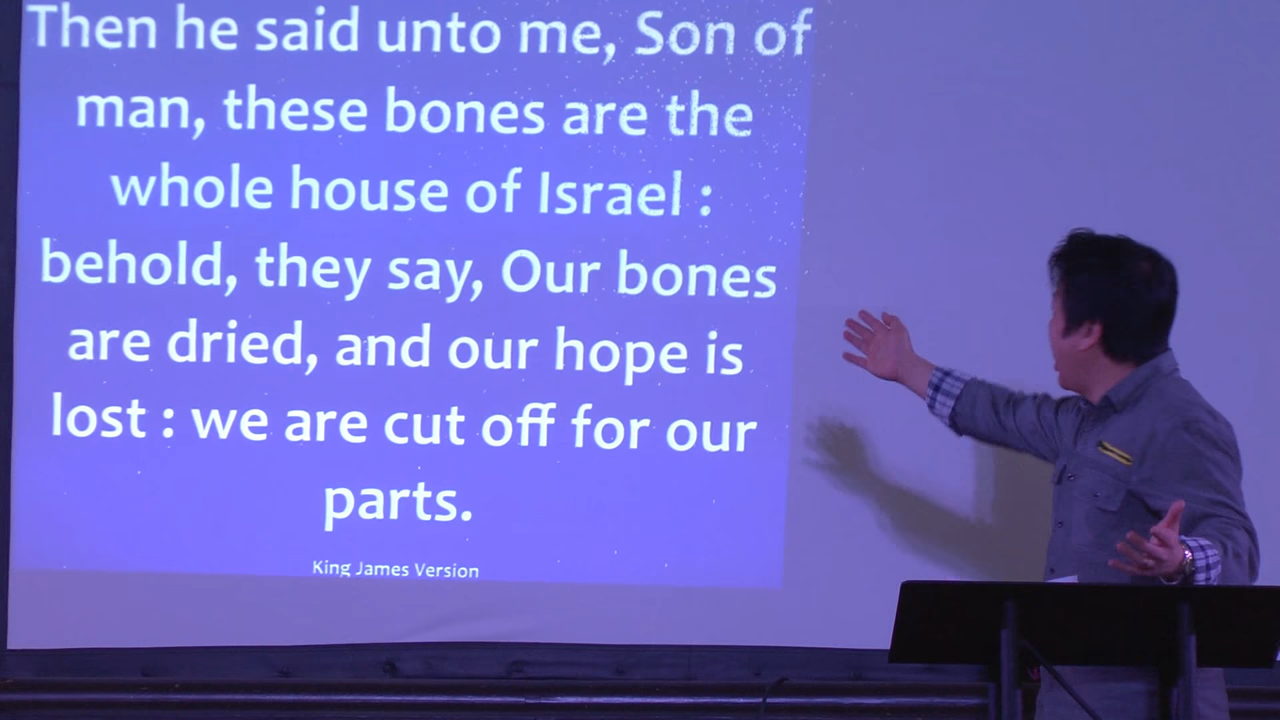 Then he said unto me, Son of
man, these bones are the
whole house of Israel :
behold, they say, Our bones
are dried, and our hope is
lost : we are cut off for our
parts.
King James Version